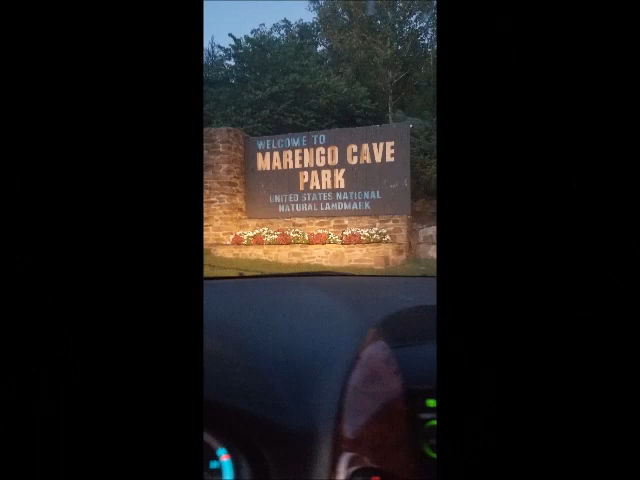 WELCOME TO
MARENGO CAVE
PARK
UNITED STATES NATIONAL
NATURAL LANDMARK